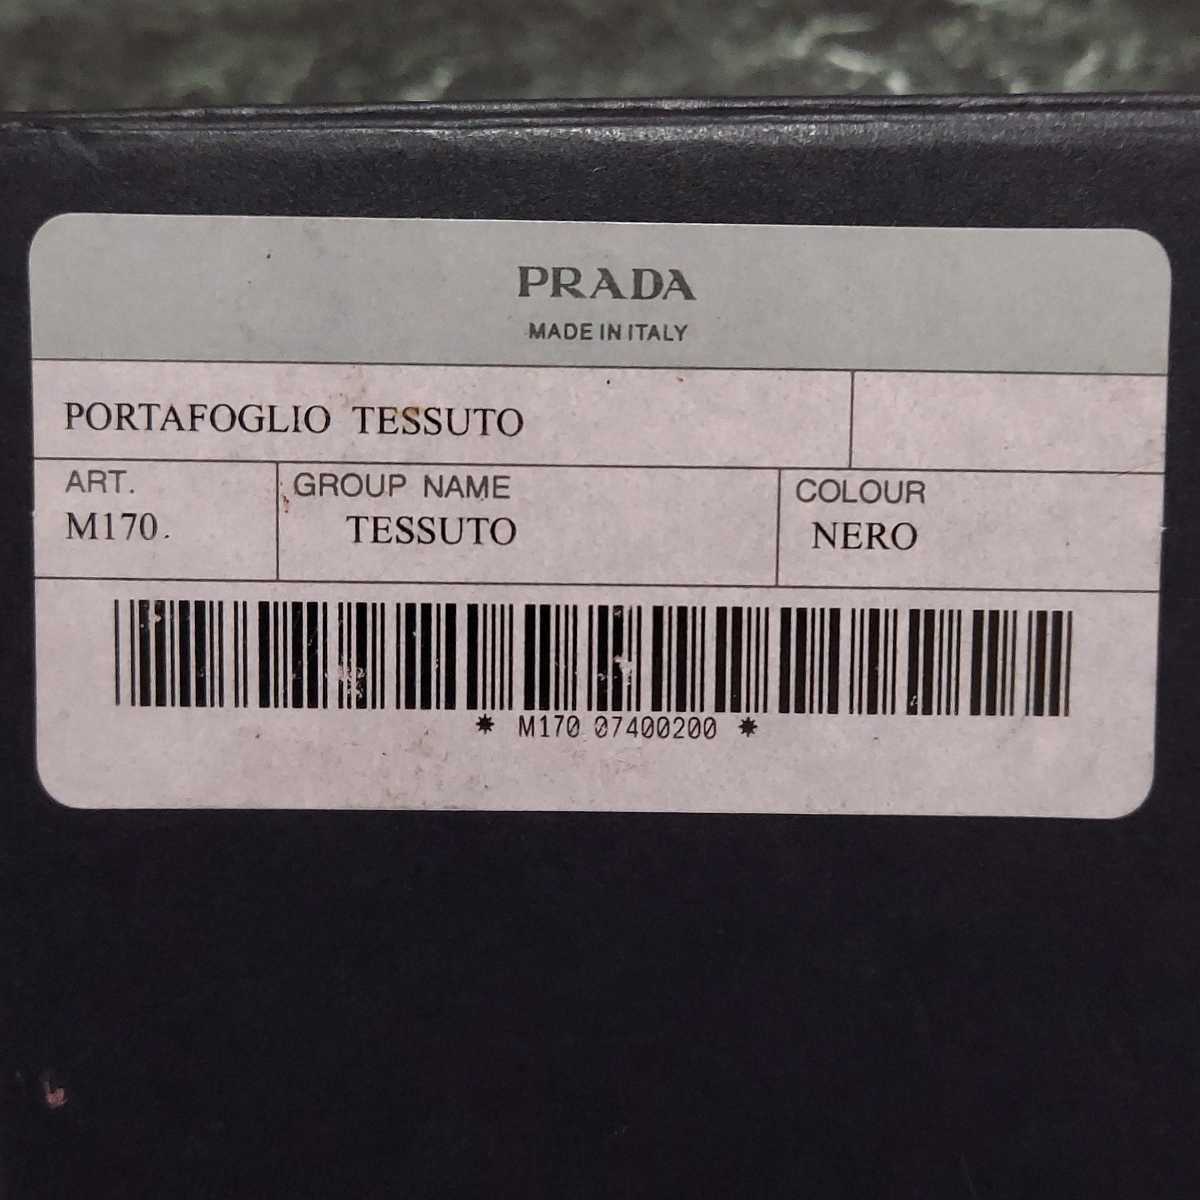 PRADA
MADE IN ITALY
PORTAFOGLIO TESSUTO
ART. GROUP NAME COLOUR
M170. TESSUTO NERO
* M170 07400200 *